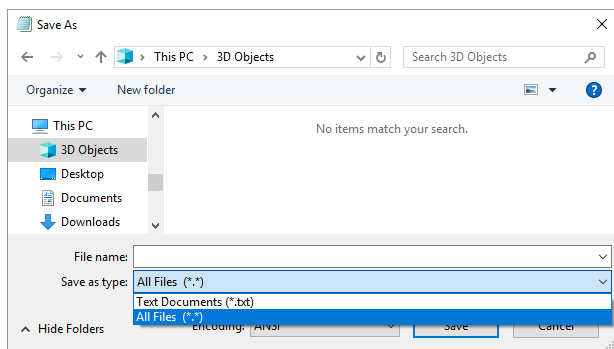 Save As
This PC > 3D Objects
Search 3D Objects
Organize
New folder
This PC
3D Objects
Desktop
Documents
Downloads
No items match your search.
File name:
Save as type: All Files (*.*)
Text Documents (*.txt)
All Files (*.*)
Hide Folders
Encoding: ANSI
Save
Cancel